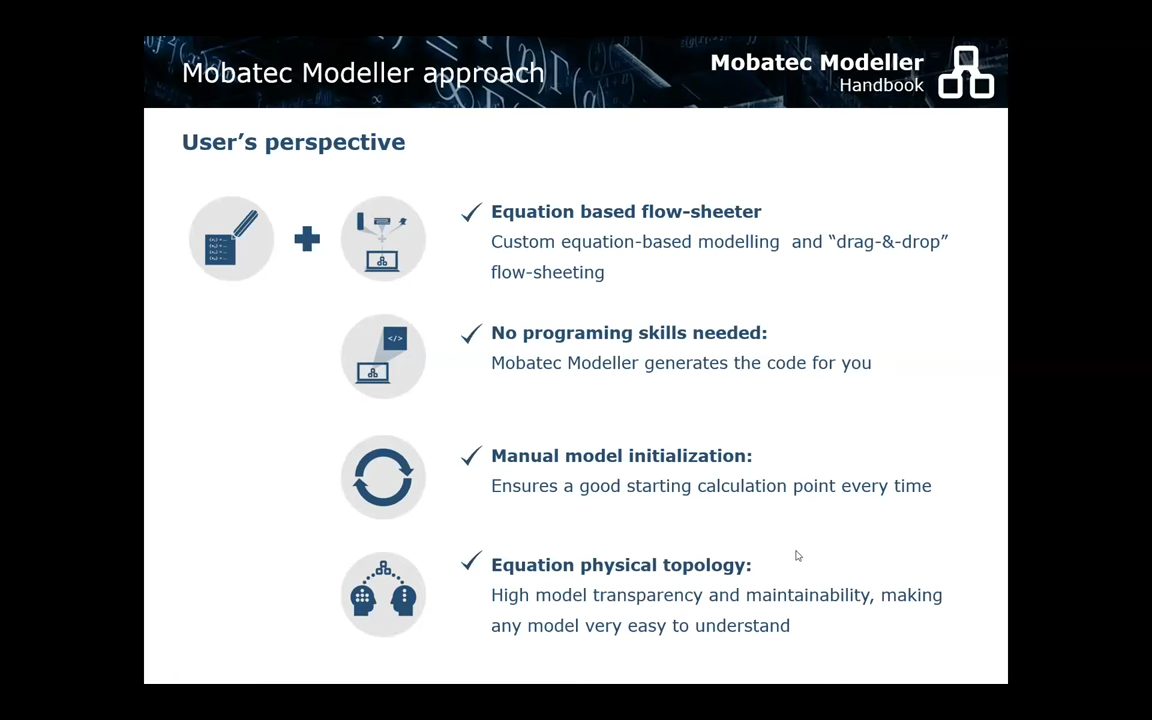 Mobatec Modeller approach
Mobatec Modeller
Handbook
User’s perspective
Equation based flow-sheeter
Custom equation-based modelling and “drag-&-drop”
flow-sheeting
No programing skills needed:
</>
Mobatec Modeller generates the code for you
Manual model initialization:
Ensures a good starting calculation point every time
Equation physical topology:
High model transparency and maintainability, making
any model very easy to understand